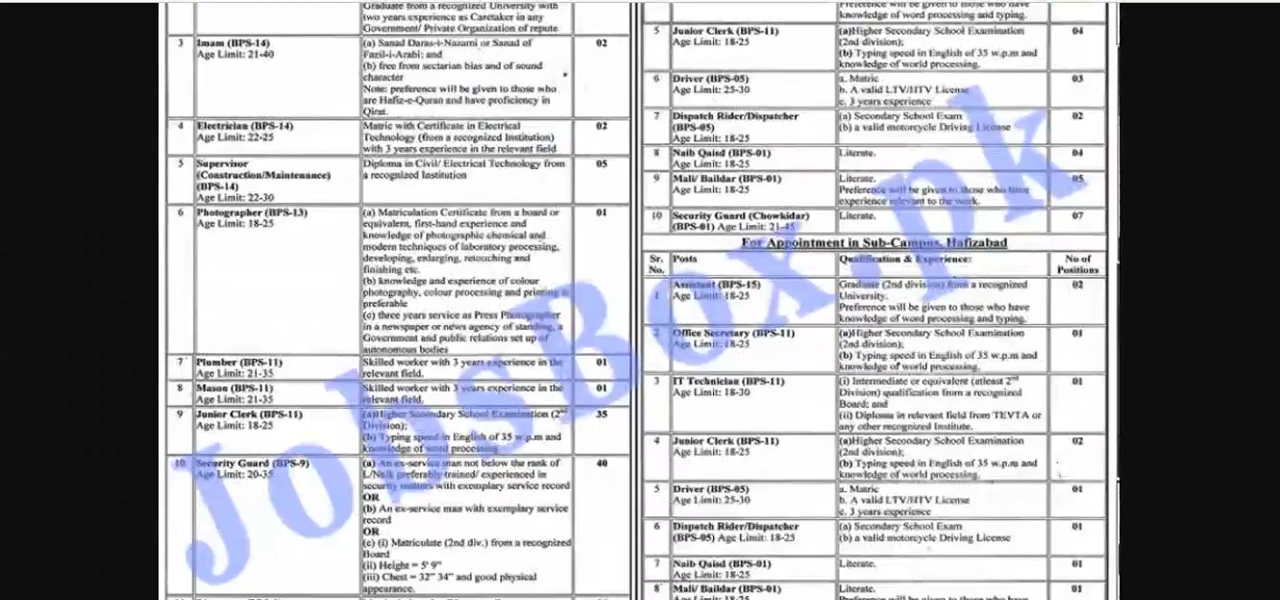 Graduate from a recognized University with
two years experience as Caretaker in any
Government/ Private Organization of repute
3 Imam (BPS-14) (a) Sanad Daras-i-Nazami or Sanad of 02
Age Limit: 21-40 Fazil-i-Arabi; and
(b) free from sectarian bias and of sound
character
Note: preference will be given to those who
are Hafiz-e-Quran and have proficiency in
Qirat.
4 Electrician (BPS-14) Matric with Certificate in Electrical 02
Age Limit: 22-25 Technology (from a recognized Institution)
with 3 years experience in the relevant field
5 Supervisor Diploma in Civil/ Electrical Technology from 05
(Construction/Maintenance) a recognized Institution
(BPS-14)
Age Limit: 22-30
6 Photographer (BPS-13) (a) Matriculation Certificate from a board or 01
Age Limit: 18-25 equivalent, first-hand experience and
knowledge of photographic chemical and
modern techniques of laboratory processing,
developing, enlarging, retouching and
finishing etc.
(b) knowledge and experience of colour
photography, colour processing and printing is
preferable
(c) three years service as Press Photographer
in a newspaper or news agency of standing, a
Government and public relations set up of
autonomous bodies
7 Plumber (BPS-11) Skilled worker with 3 years experience in the 01
Age Limit: 21-35 relevant field.
8 Mason (BPS-11) Skilled worker with 3 years experience in the 01
Age Limit: 21-35 relevant field.
9 Junior Clerk (BPS-11) (a)Higher Secondary School Examination (2nd 35
Age Limit: 18-25 Division);
(b) Typing speed in English of 35 w.p.m and
knowledge of word processing
10 Security Guard (BPS-9) (a) An ex-service man not below the rank of 40
Age Limit: 20-35 L/Naik preferably trained/ experienced in
security matters with exemplary service record
OR
(b) An ex-service man with exemplary service
record
OR
(c) (i) Matriculate (2nd div.) from a recognized
Board
(ii) Height = 5' 9"
(iii) Chest = 32" 34" and good physical
appearance.
Preference will be given to those who have
knowledge of word processing and typing.
5 Junior Clerk (BPS-11) (a)Higher Secondary School Examination 04
Age Limit: 18-25 (2nd division);
(b) Typing speed in English of 35 w.p.m and
knowledge of world processing.
6 Driver (BPS-05) a. Matric 03
Age Limit: 25-30 b. A valid LTV/HTV License
c. 3 years experience
7 Dispatch Rider/Dispatcher (a) Secondary School Exam 02
(BPS-05) (b) a valid motorcycle Driving License
Age Limit: 18-25
8 Naib Qaisd (BPS-01) Literate. 04
Age Limit: 18-25
9 Mali/ Baildar (BPS-01) Literate. 05
Age Limit: 18-25 Preference will be given to those who have
experience relevant to the work.
10 Security Guard (Chowkidar) Literate. 07
(BPS-01) Age Limit: 21-45
For Appointment in Sub-Campus, Hafizabad
Sr. Posts Qualification & Experience: No of
No. Positions
1 Assistant (BPS-15) Graduate (2nd division) from a recognized 02
Age Limit: 18-25 University.
Preference will be given to those who have
knowledge of word processing and typing.
2 Office Secretary (BPS-11) (a)Higher Secondary School Examination 01
Age Limit: 18-25 (2nd division);
(b) Typing speed in English of 35 w.p.m and
knowledge of word processing.
3 IT Technician (BPS-11) (i) Intermediate or equivalent (atleast 2nd 01
Age Limit: 18-30 Division) qualification from a recognized
Board; and
(ii) Diploma in relevant field from TEVTA or
any other recognized Institute.
4 Junior Clerk (BPS-11) (a)Higher Secondary School Examination 02
Age Limit: 18-25 (2nd division);
(b) Typing speed in English of 35 w.p.m and
knowledge of word processing.
5 Driver (BPS-05) a. Matric 01
Age Limit: 25-30 b. A valid LTV/HTV License
c. 3 years experience
6 Dispatch Rider/Dispatcher (a) Secondary School Exam 01
(BPS-05) Age Limit: 18-25 (b) a valid motorcycle Driving License
7 Naib Qaisd (BPS-01) Literate. 01
Age Limit: 18-25
8 Mali/ Baildar (BPS-01) Literate. 01
Age Limit: 18-25
JobsBox.pk